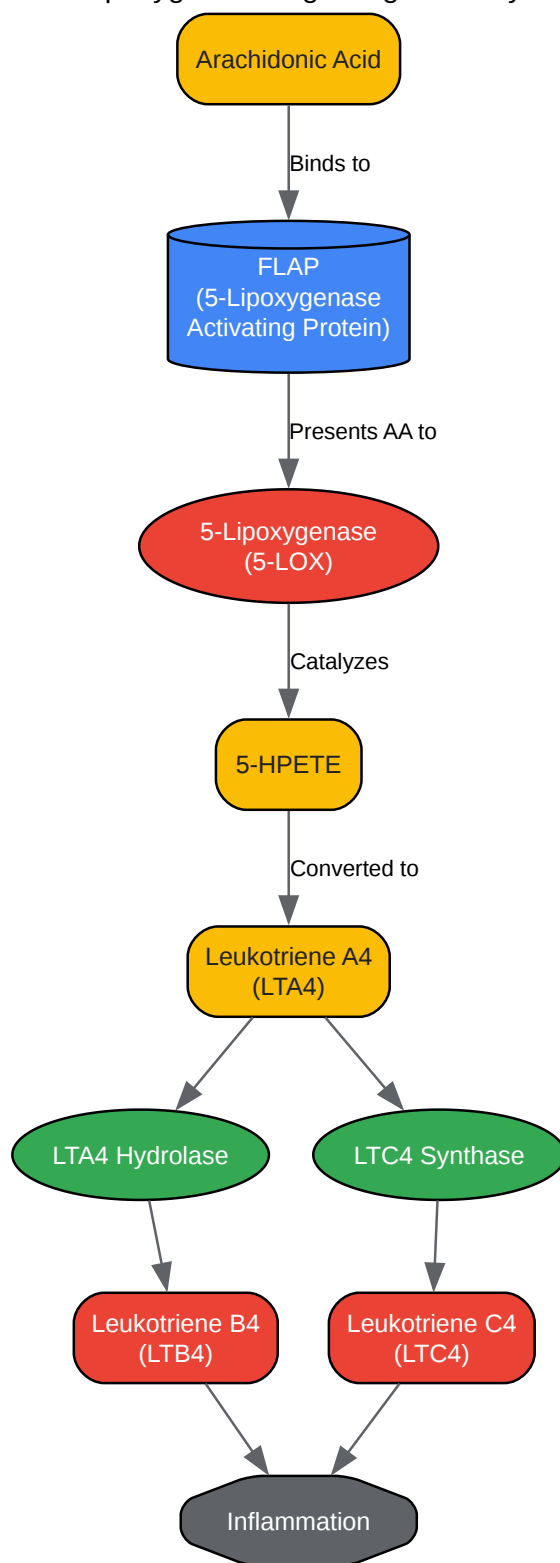 Arachidonic Acid
Binds to
FLAP
(5-Lipoxygenase
Activating Protein)
Presents AA to
5-Lipoxygenase
(5-LOX)
Catalyzes
5-HPETE
Converted to
Leukotriene A4
(LTA4)
LTA4 Hydrolase
LTC4 Synthase
Leukotriene B4
(LTB4)
Leukotriene C4
(LTC4)
Inflammation